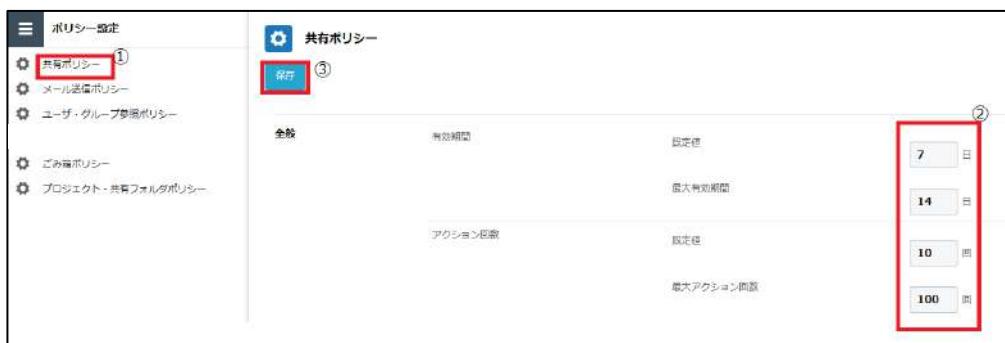 ポリシー設定
共有ポリシー ①
メール送信ポリシー
ユーザ・グループ参照ポリシー
ごみ箱ポリシー
プロジェクト・共有フォルダポリシー
共有ポリシー
保存 ③
②
全般 有効期間 既定値 7 日
最大有効期間 14 日
アクション回数 既定値 10 回
最大アクション回数 100 回